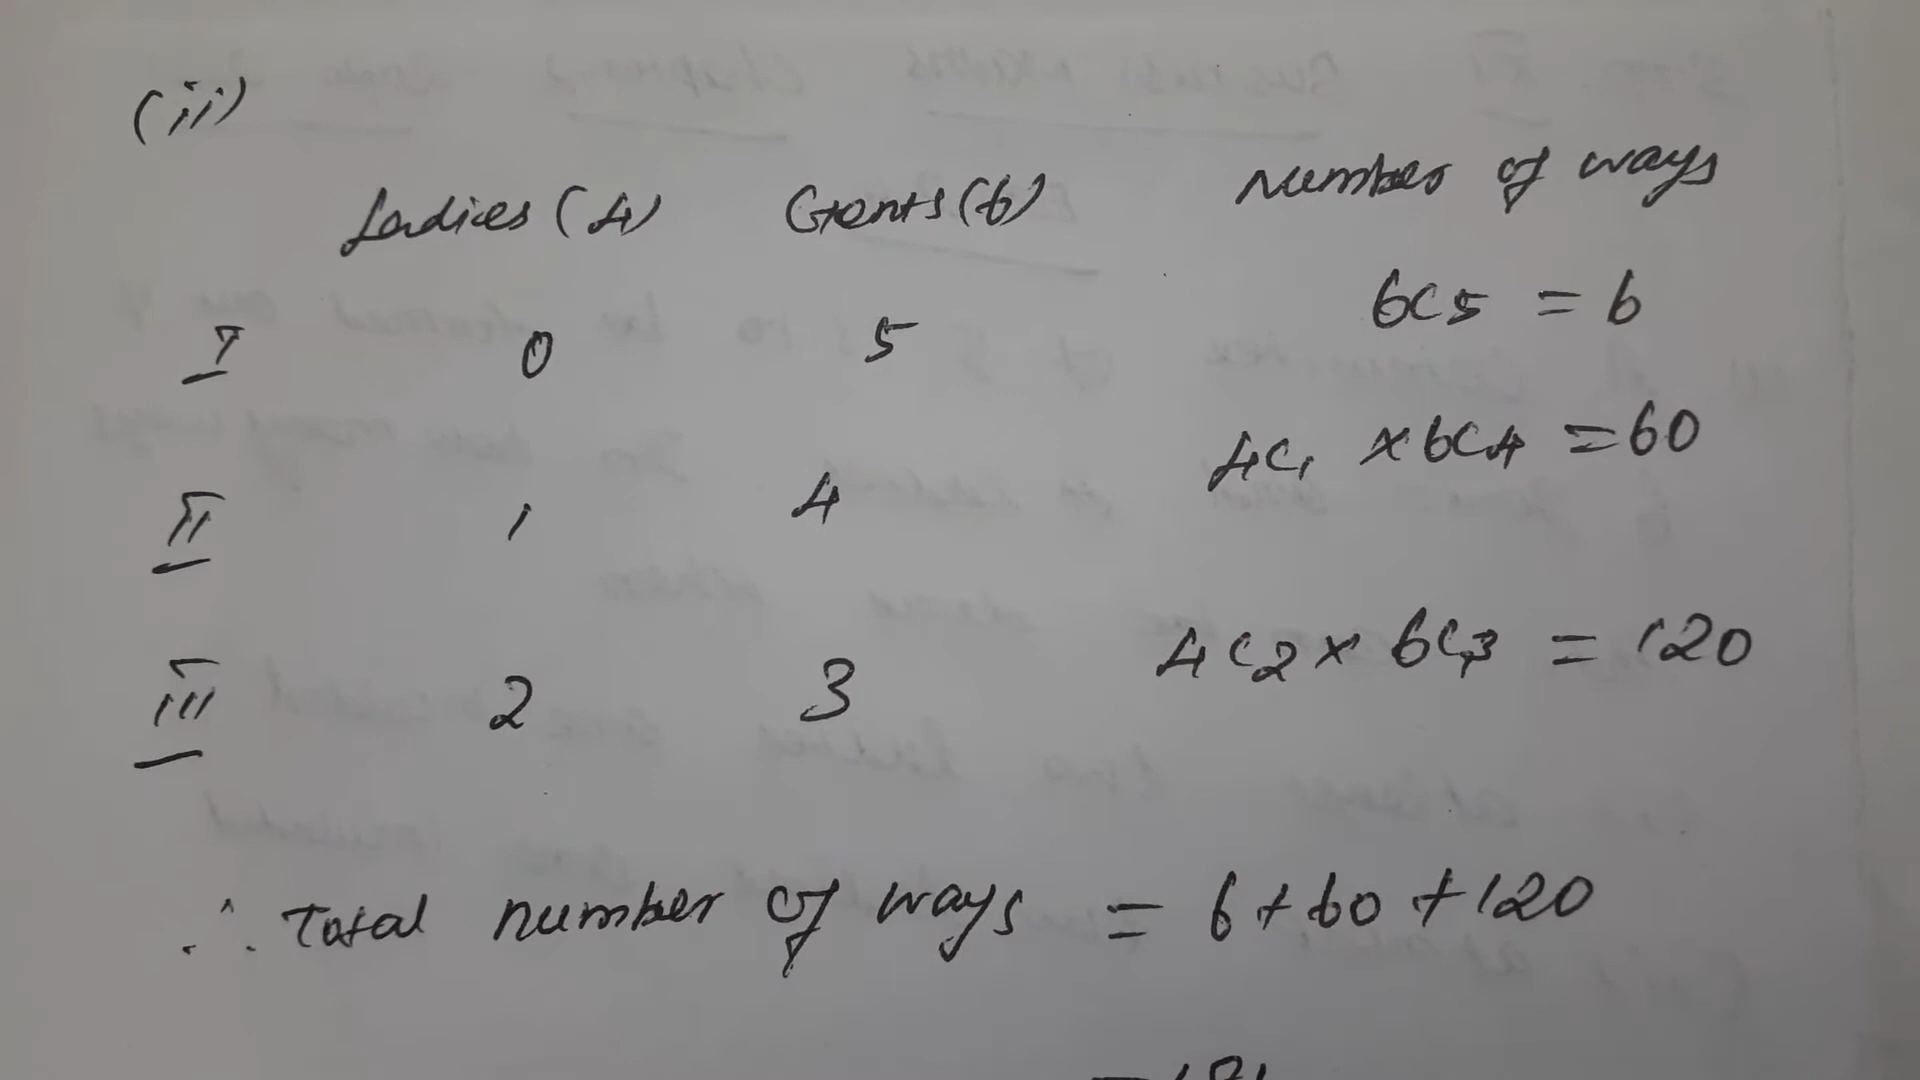 (ii)
Ladies (4) Gents (6) Number of ways
I 0 5 6C5 = 6
II 1 4 4C1 × 6C4 = 60
III 2 3 4C2 × 6C3 = 120
∴ Total number of ways = 6 + 60 + 120